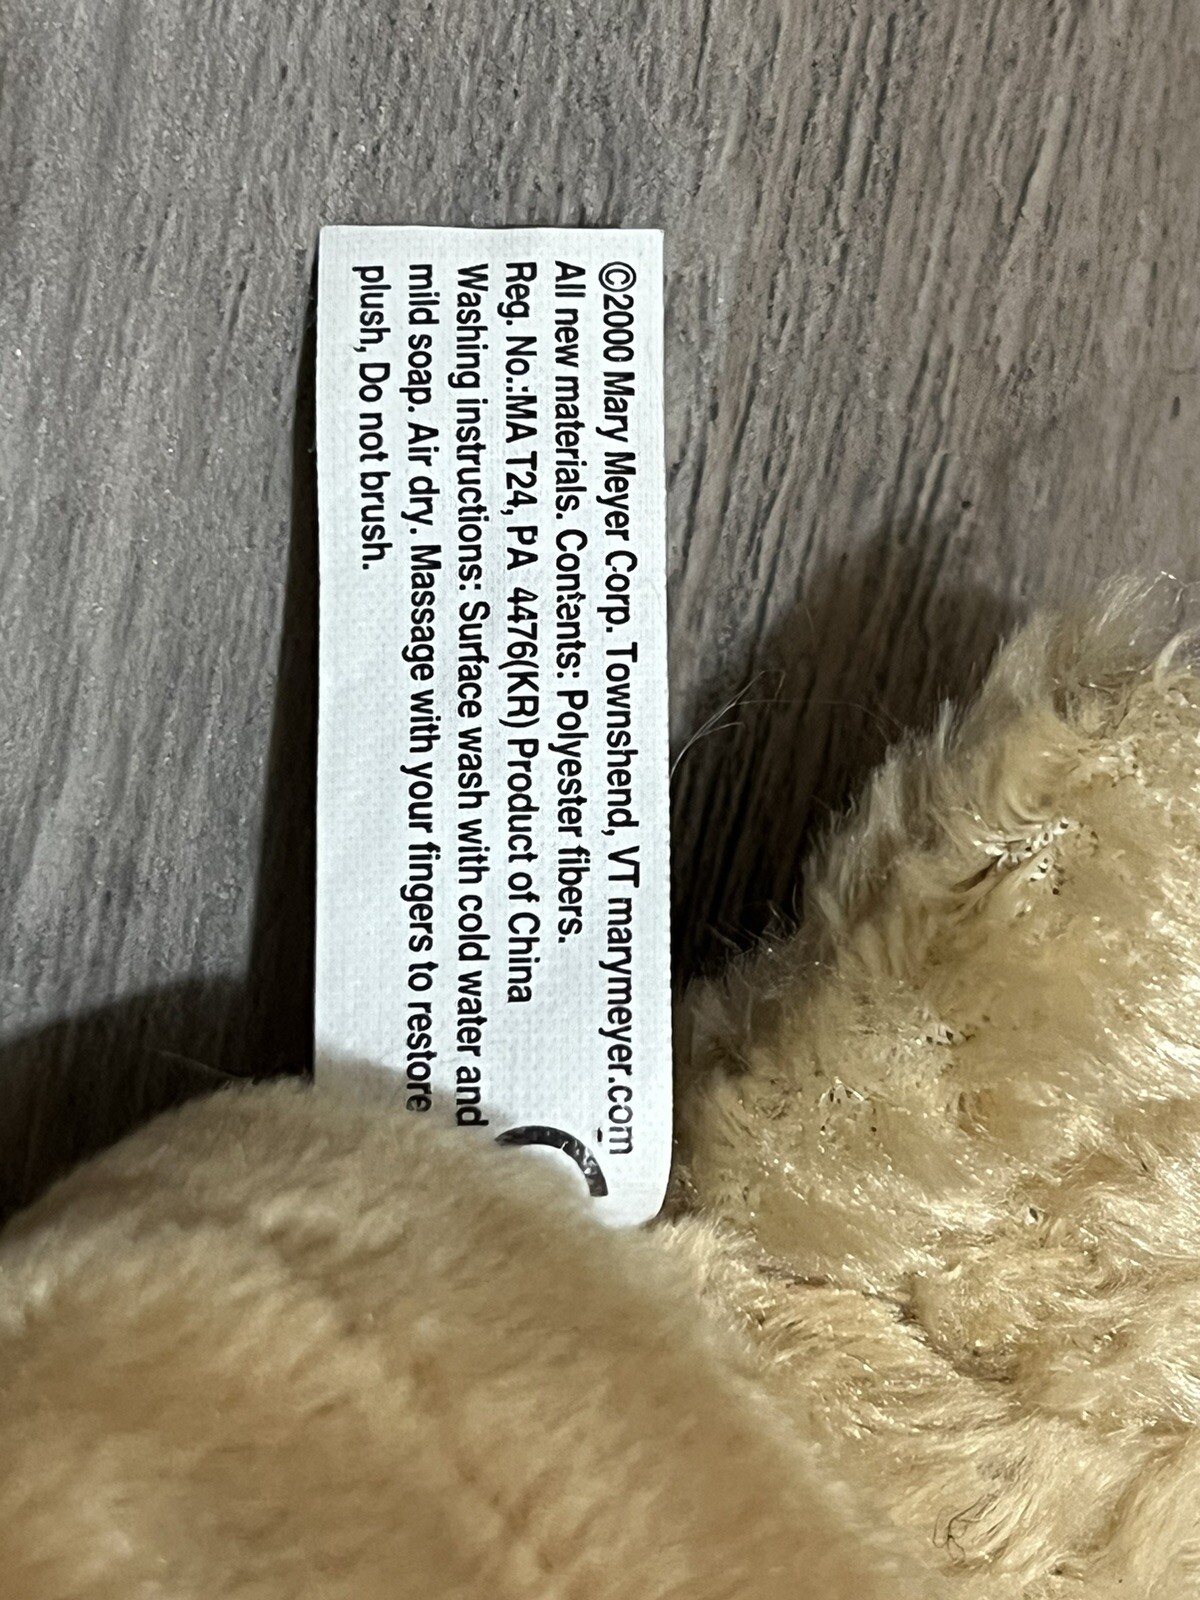 ©2000 Mary Meyer Corp. Townshend, VT marymeyer.com
All new materials. Contents: Polyester fibers.
Reg. No.:MA T24, PA 4476(KR) Product of China
Washing instructions: Surface wash with cold water and
mild soap. Air dry. Massage with your fingers to restore
plush, Do not brush.